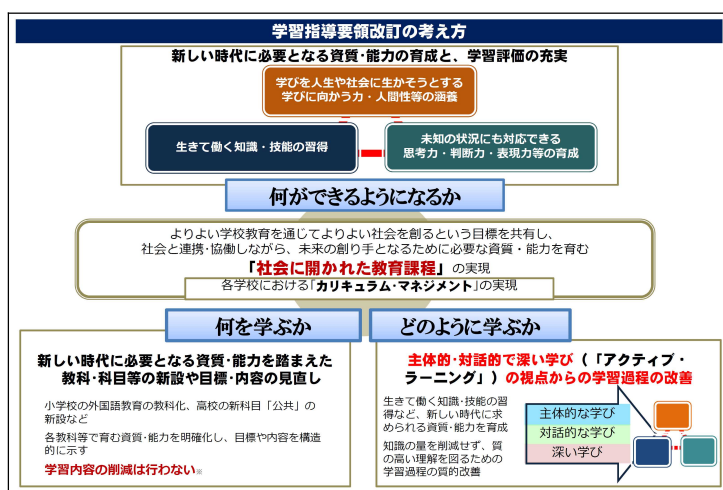 学習指導要領改訂の考え方
新しい時代に必要となる資質･能力の育成と、学習評価の充実
学びを人生や社会に生かそうとする
学びに向かう力・人間性等の涵養
生きて働く知識・技能の習得
未知の状況にも対応できる
思考力・判断力・表現力等の育成
何ができるようになるか
よりよい学校教育を通じてよりよい社会を創るという目標を共有し、
社会と連携･協働しながら、未来の創り手となるために必要な資質・能力を育む
「社会に開かれた教育課程」の実現
各学校における「カリキュラム･マネジメント」の実現
何を学ぶか
新しい時代に必要となる資質･能力を踏まえた
教科･科目等の新設や目標･内容の見直し
小学校の外国語教育の教科化、高校の新科目「公共」の
新設など
各教科等で育む資質･能力を明確化し、目標や内容を構造
的に示す
学習内容の削減は行わない※
どのように学ぶか
主体的･対話的で深い学び（「アクティブ・
ラーニング」）の視点からの学習過程の改善
生きて働く知識･技能の習
得など、新しい時代に求
められる資質･能力を育成
知識の量を削減せず、質
の高い理解を図るための
学習過程の質的改善
主体的な学び
対話的な学び
深い学び